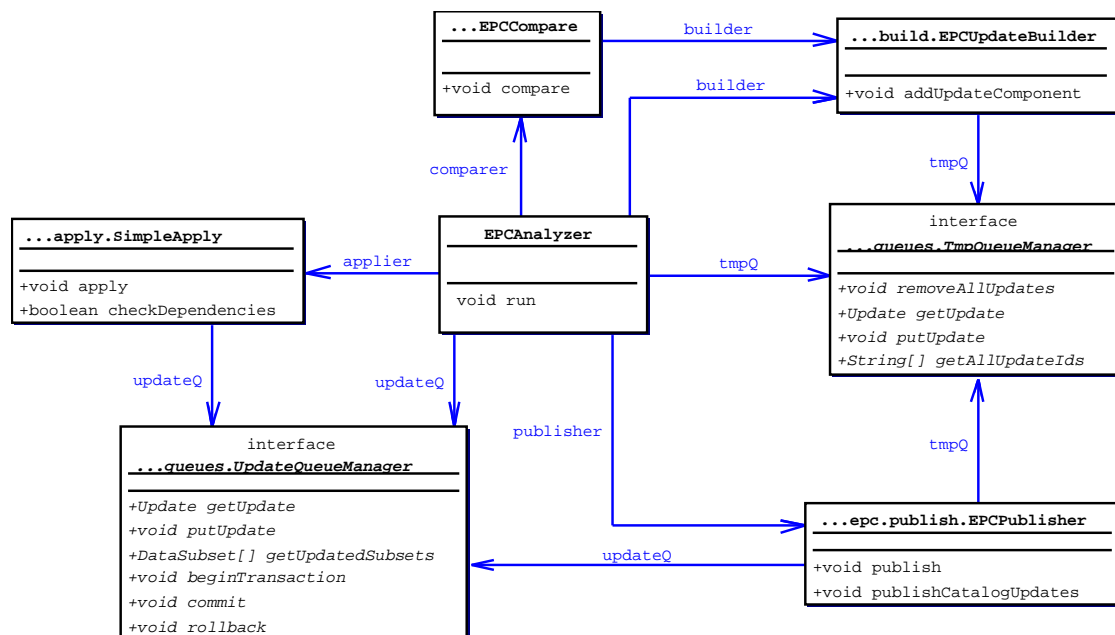 ...EPCCompare
+void compare
builder
...build.EPCUpdateBuilder
+void addUpdateComponent
builder
comparer
tmpQ
...apply.SimpleApply
+void apply
+boolean checkDependencies
applier
EPCAnalyzer
void run
tmpQ
interface
...queues.TmpQueueManager
+void removeAllUpdates
+Update getUpdate
+void putUpdate
+String[] getAllUpdateIds
updateQ
updateQ
publisher
tmpQ
interface
...queues.UpdateQueueManager
+Update getUpdate
+void putUpdate
+DataSubset[] getUpdatedSubsets
+void beginTransaction
+void commit
+void rollback
updateQ
...epc.publish.EPCPublisher
+void publish
+void publishCatalogUpdates